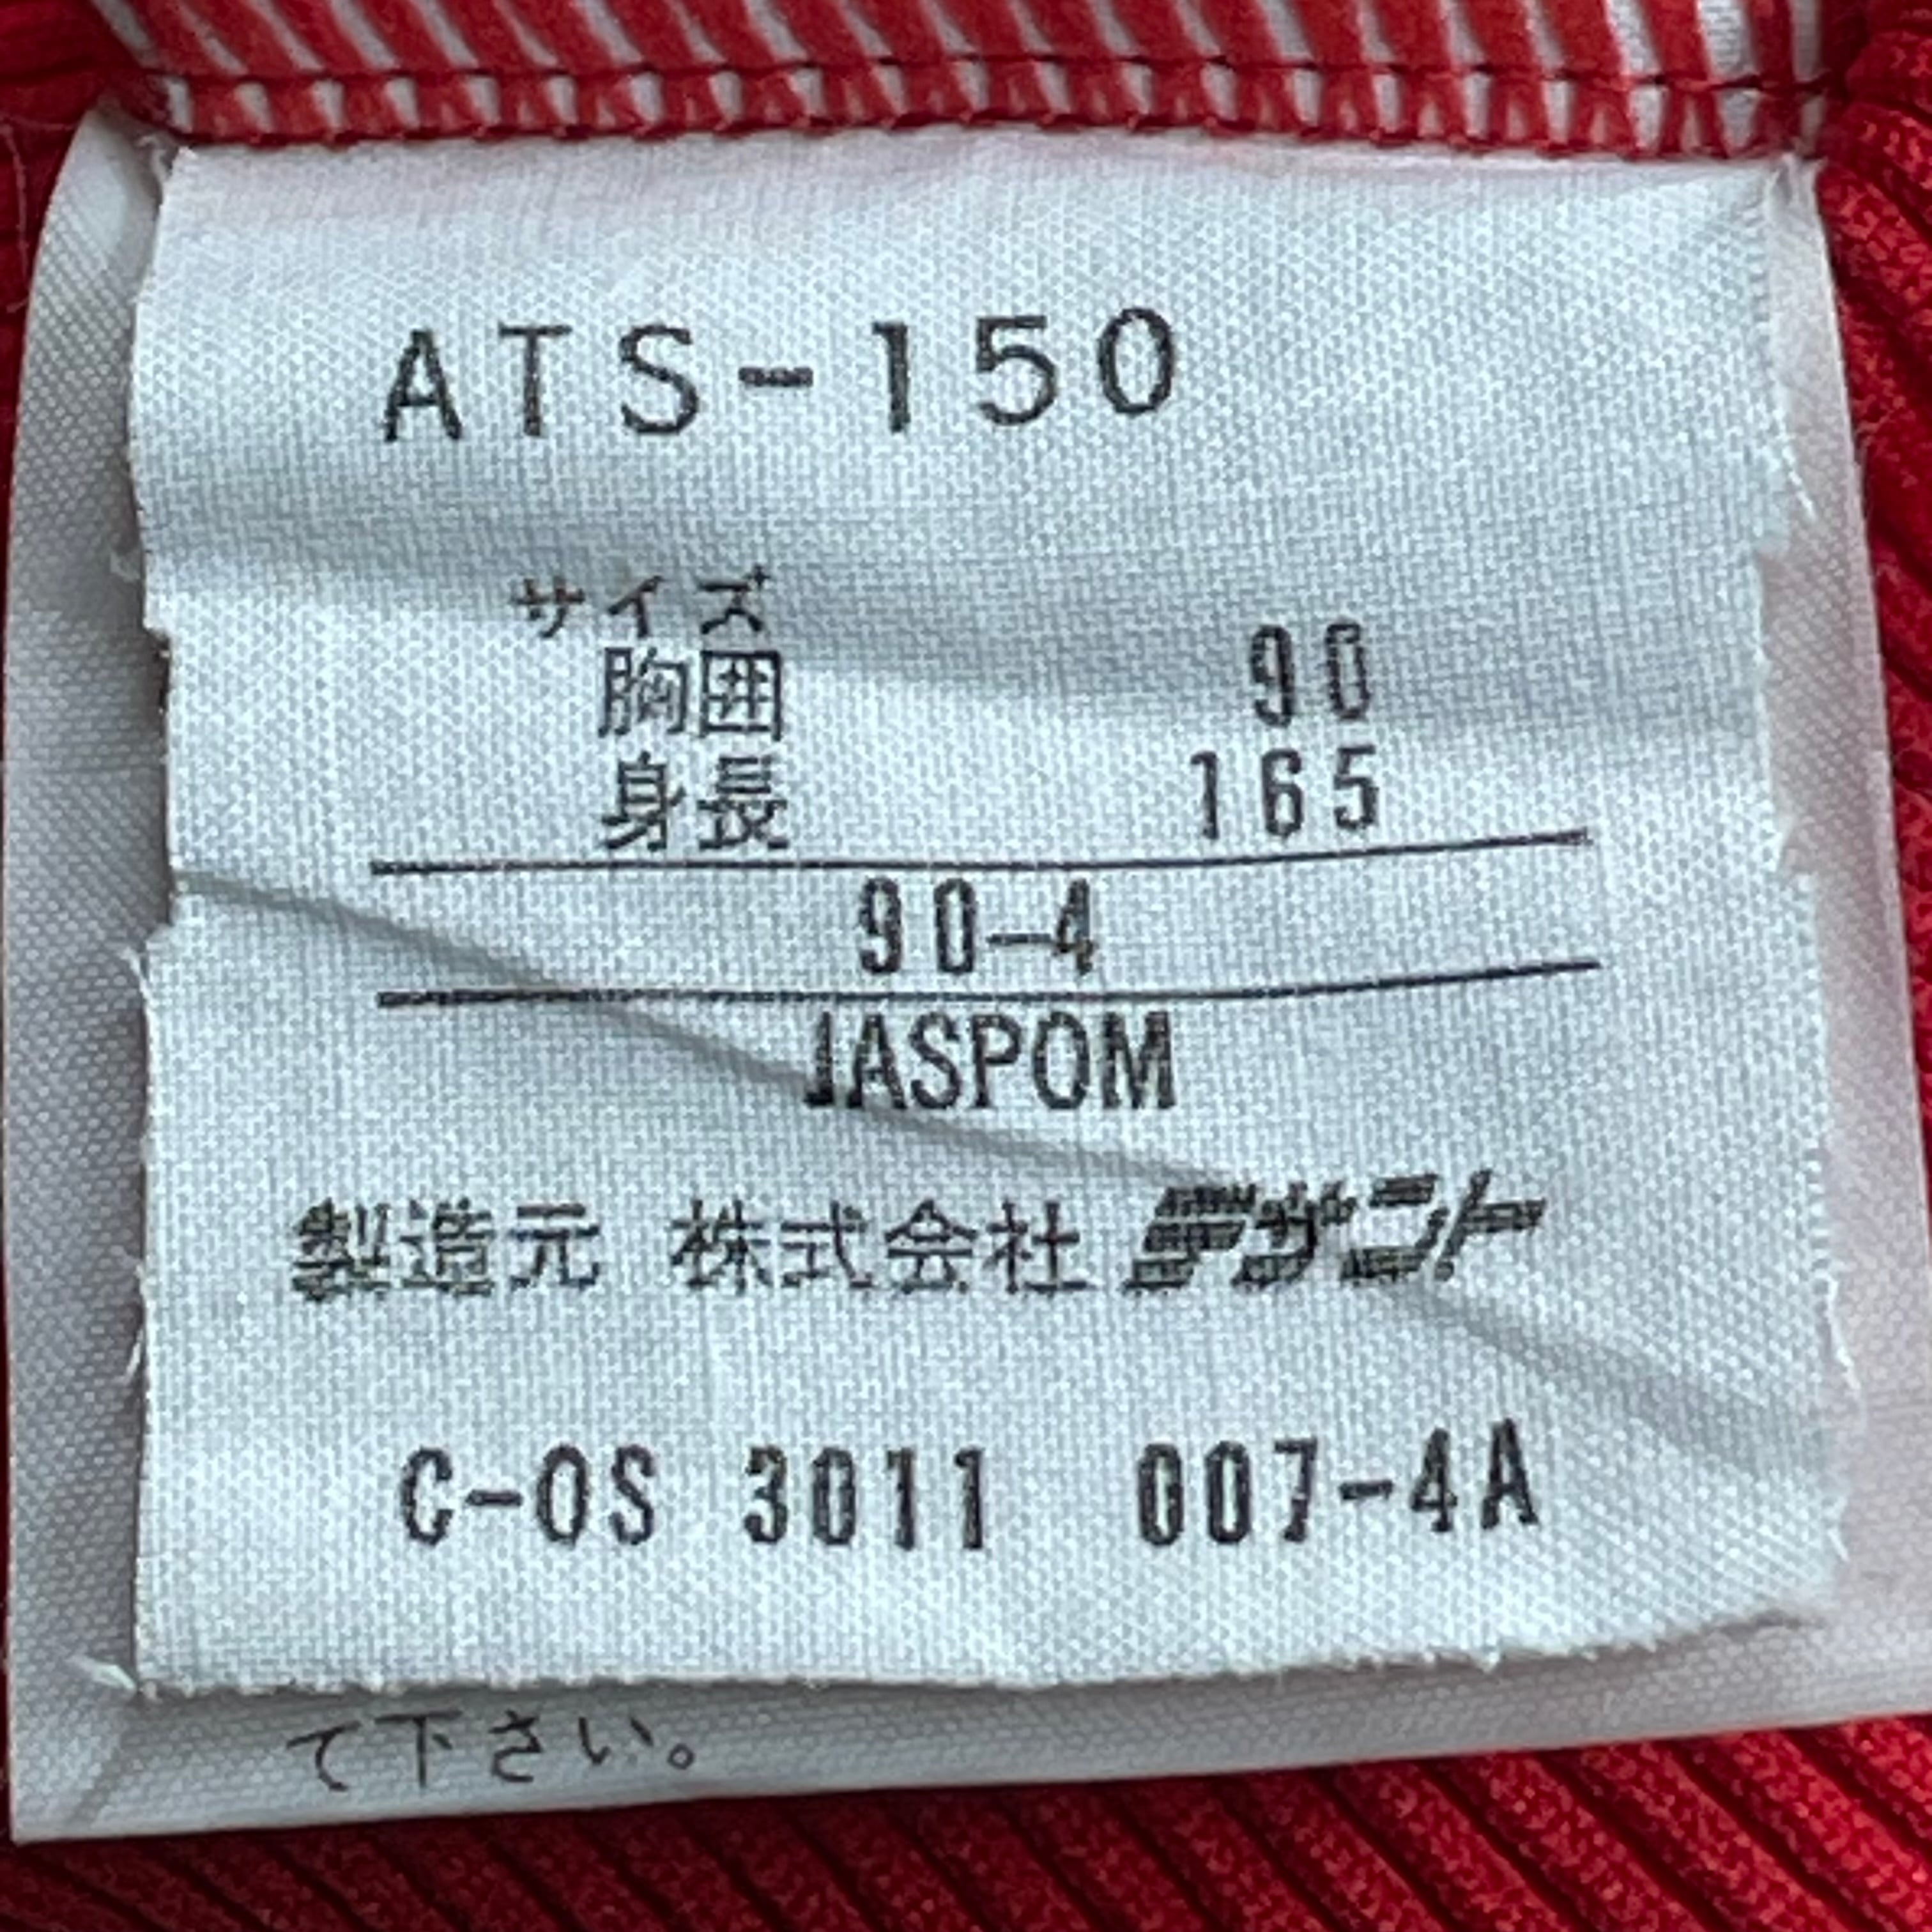 ATS-150
サイズ
胸囲 90
身長 165
90-4
JASPOM
製造元 株式会社デサント
C-OS 3011 007-4A
て下さい。